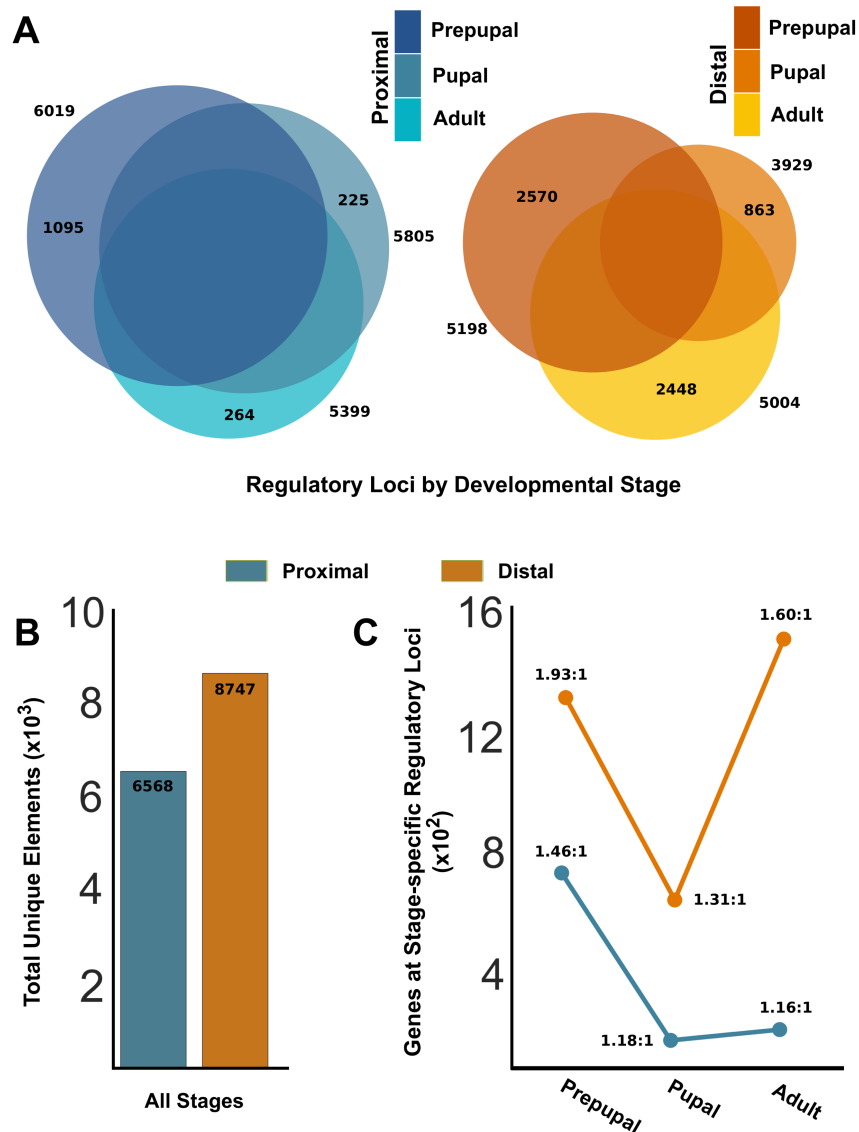 A
Proximal
Prepupal
Pupal
Adult
Distal
Prepupal
Pupal
Adult
6019
1095
225
5805
264
5399
2570
3929
863
5198
2448
5004
Regulatory Loci by Developmental Stage
Proximal
Distal
B
Total Unique Elements (x10³)
10
8
6
4
2
6568
8747
All Stages
C
Genes at Stage-specific Regulatory Loci
(x10²)
16
12
8
4
1.93:1
1.60:1
1.46:1
1.31:1
1.18:1
1.16:1
Prepupal
Pupal
Adult